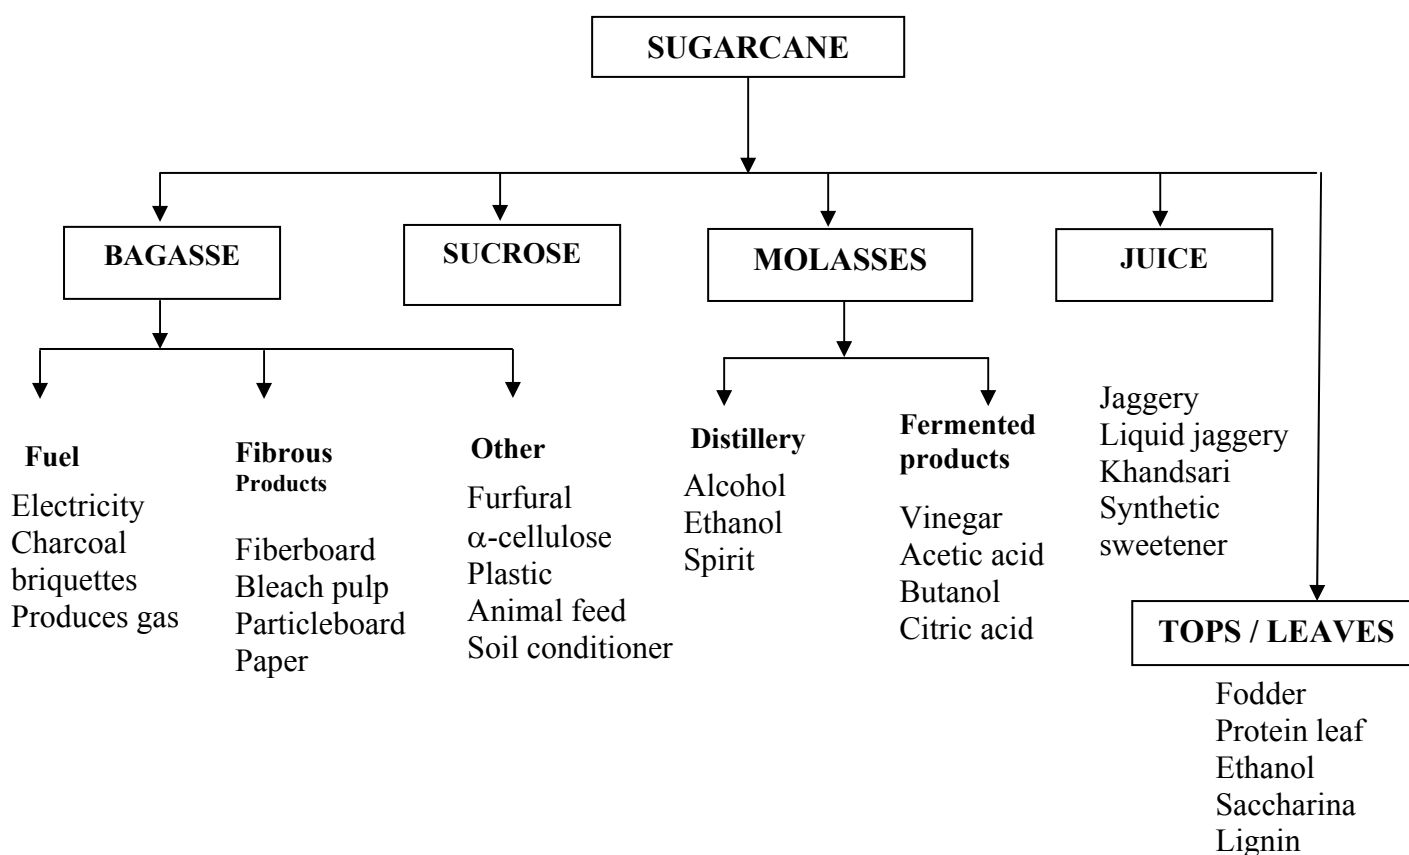 SUGARCANE
BAGASSE
SUCROSE
MOLASSES
JUICE
Fuel
Electricity
Charcoal
briquettes
Produces gas
Fibrous
Products
Fiberboard
Bleach pulp
Particleboard
Paper
Other
Furfural
α-cellulose
Plastic
Animal feed
Soil conditioner
Distillery
Alcohol
Ethanol
Spirit
Fermented
products
Vinegar
Acetic acid
Butanol
Citric acid
Jaggery
Liquid jaggery
Khandsari
Synthetic
sweetener
TOPS / LEAVES
Fodder
Protein leaf
Ethanol
Saccharina
Lignin